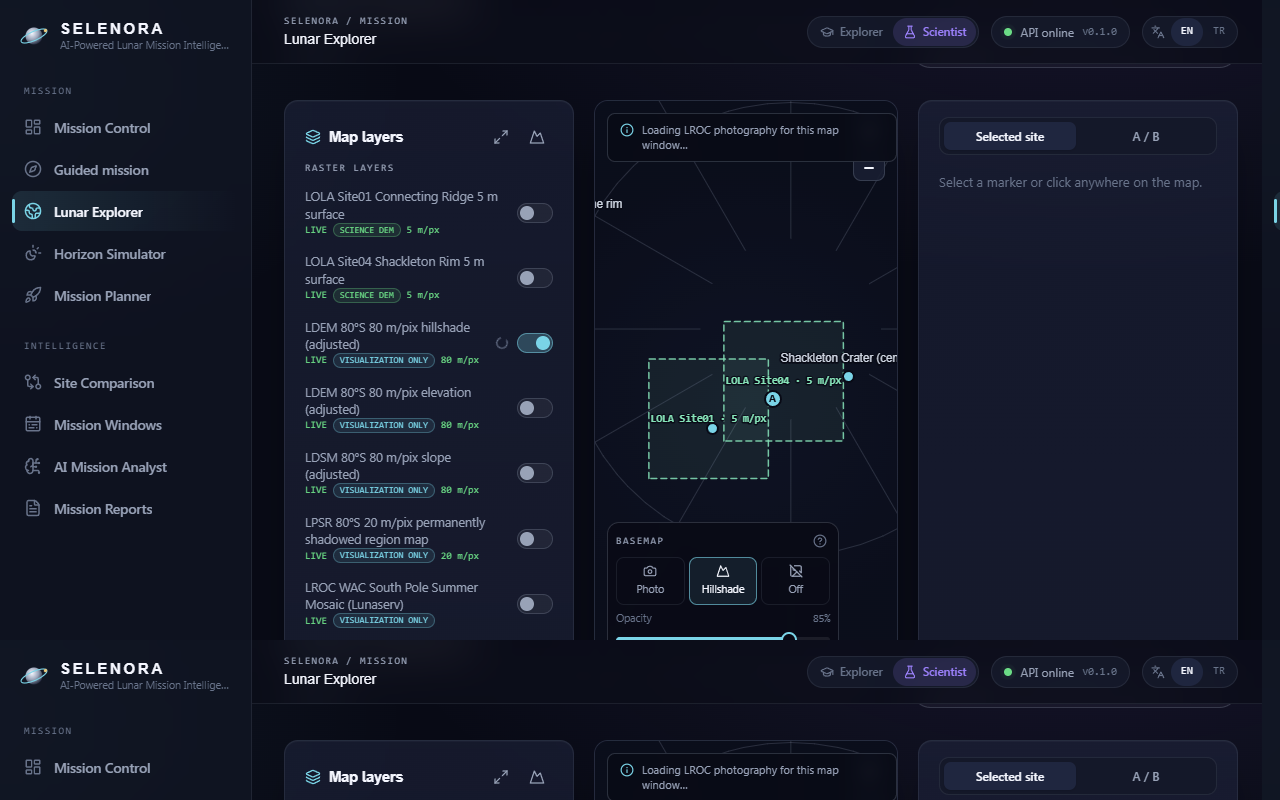 SELENORA
AI-Powered Lunar Mission Intellige...
SELENORA / MISSION
Lunar Explorer
Explorer
Scientist
API online v0.1.0
EN
TR
MISSION
Mission Control
Guided mission
Lunar Explorer
Horizon Simulator
Mission Planner
INTELLIGENCE
Site Comparison
Mission Windows
AI Mission Analyst
Mission Reports
Map layers
RASTER LAYERS
LOLA Site01 Connecting Ridge 5 m
surface
LIVE SCIENCE DEM 5 m/px
LOLA Site04 Shackleton Rim 5 m
surface
LIVE SCIENCE DEM 5 m/px
LDEM 80°S 80 m/pix hillshade
(adjusted)
LIVE VISUALIZATION ONLY 80 m/px
LDEM 80°S 80 m/pix elevation
(adjusted)
LIVE VISUALIZATION ONLY 80 m/px
LDSM 80°S 80 m/pix slope
(adjusted)
LIVE VISUALIZATION ONLY 80 m/px
LPSR 80°S 20 m/pix permanently
shadowed region map
LIVE VISUALIZATION ONLY 20 m/px
LROC WAC South Pole Summer
Mosaic (Lunaserv)
LIVE VISUALIZATION ONLY
Loading LROC photography for this map
window...
e rim
Shackleton Crater (cen
LOLA Site04 · 5 m/px
A
LOLA Site01 · 5 m/px
BASEMAP
Photo
Hillshade
Off
Opacity 85%
Selected site
A / B
Select a marker or click anywhere on the map.
SELENORA
AI-Powered Lunar Mission Intellige...
SELENORA / MISSION
Lunar Explorer
Explorer
Scientist
API online v0.1.0
EN
TR
MISSION
Mission Control
Map layers
Loading LROC photography for this map
window...
Selected site
A / B